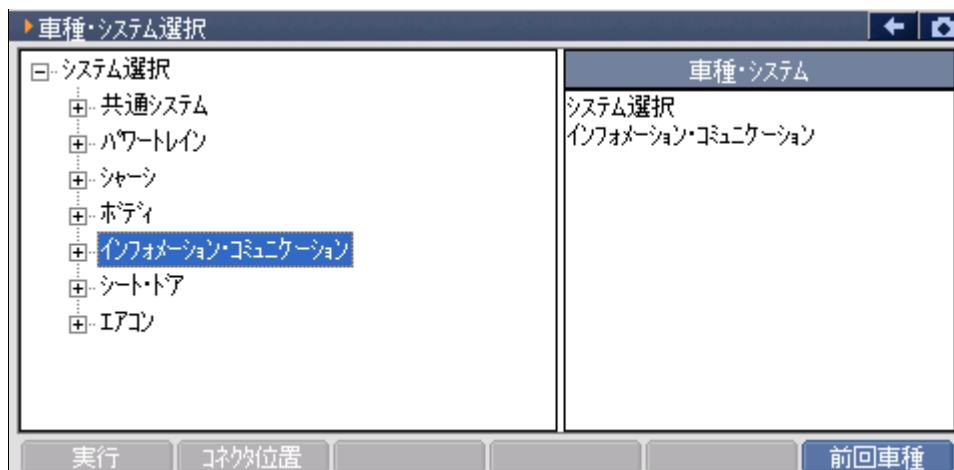 車種・システム選択
システム選択
共通システム
パワートレイン
シャーシ
ボディ
インフォメーション・コミュニケーション
シート・ドア
エアコン
車種・システム
システム選択
インフォメーション・コミュニケーション
実行
コネクタ位置
前回車種